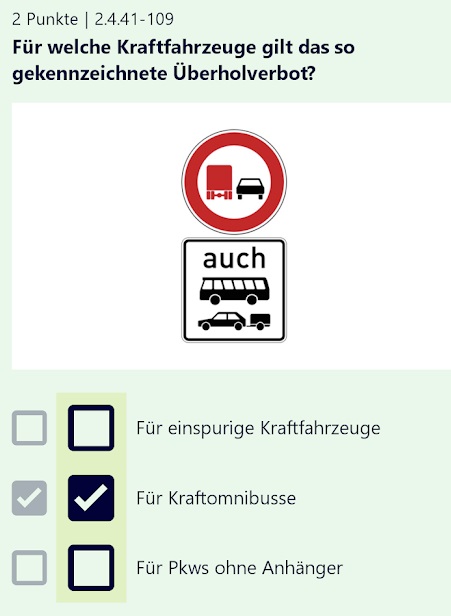 2 Punkte | 2.4.41-109
Für welche Kraftfahrzeuge gilt das so
gekennzeichnete Überholverbot?
auch
Für einspurige Kraftfahrzeuge
Für Kraftomnibusse
Für Pkws ohne Anhänger